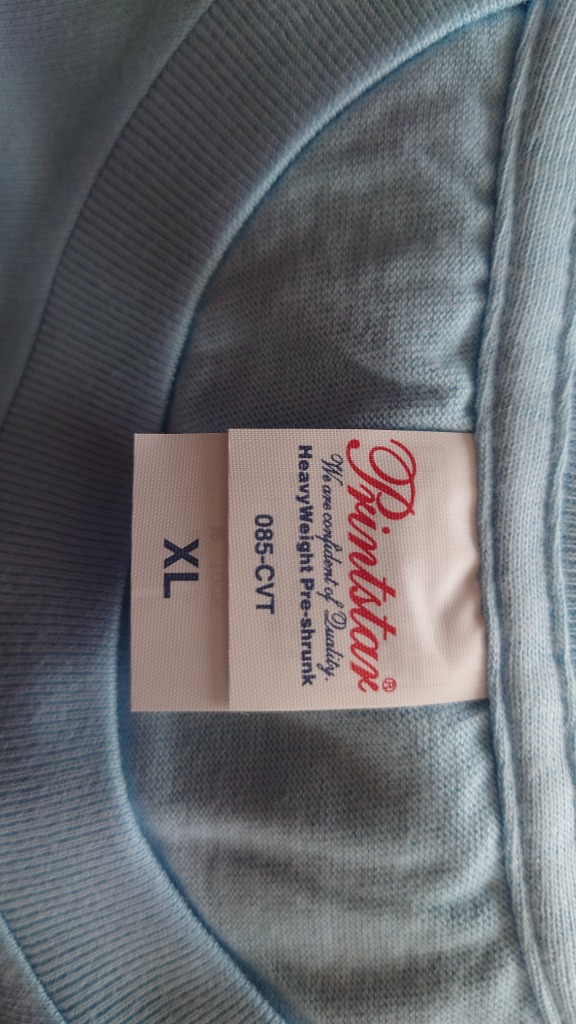 Printstar®
We are confident of Quality.
HeavyWeight Pre-shrunk
085-CVT
XL